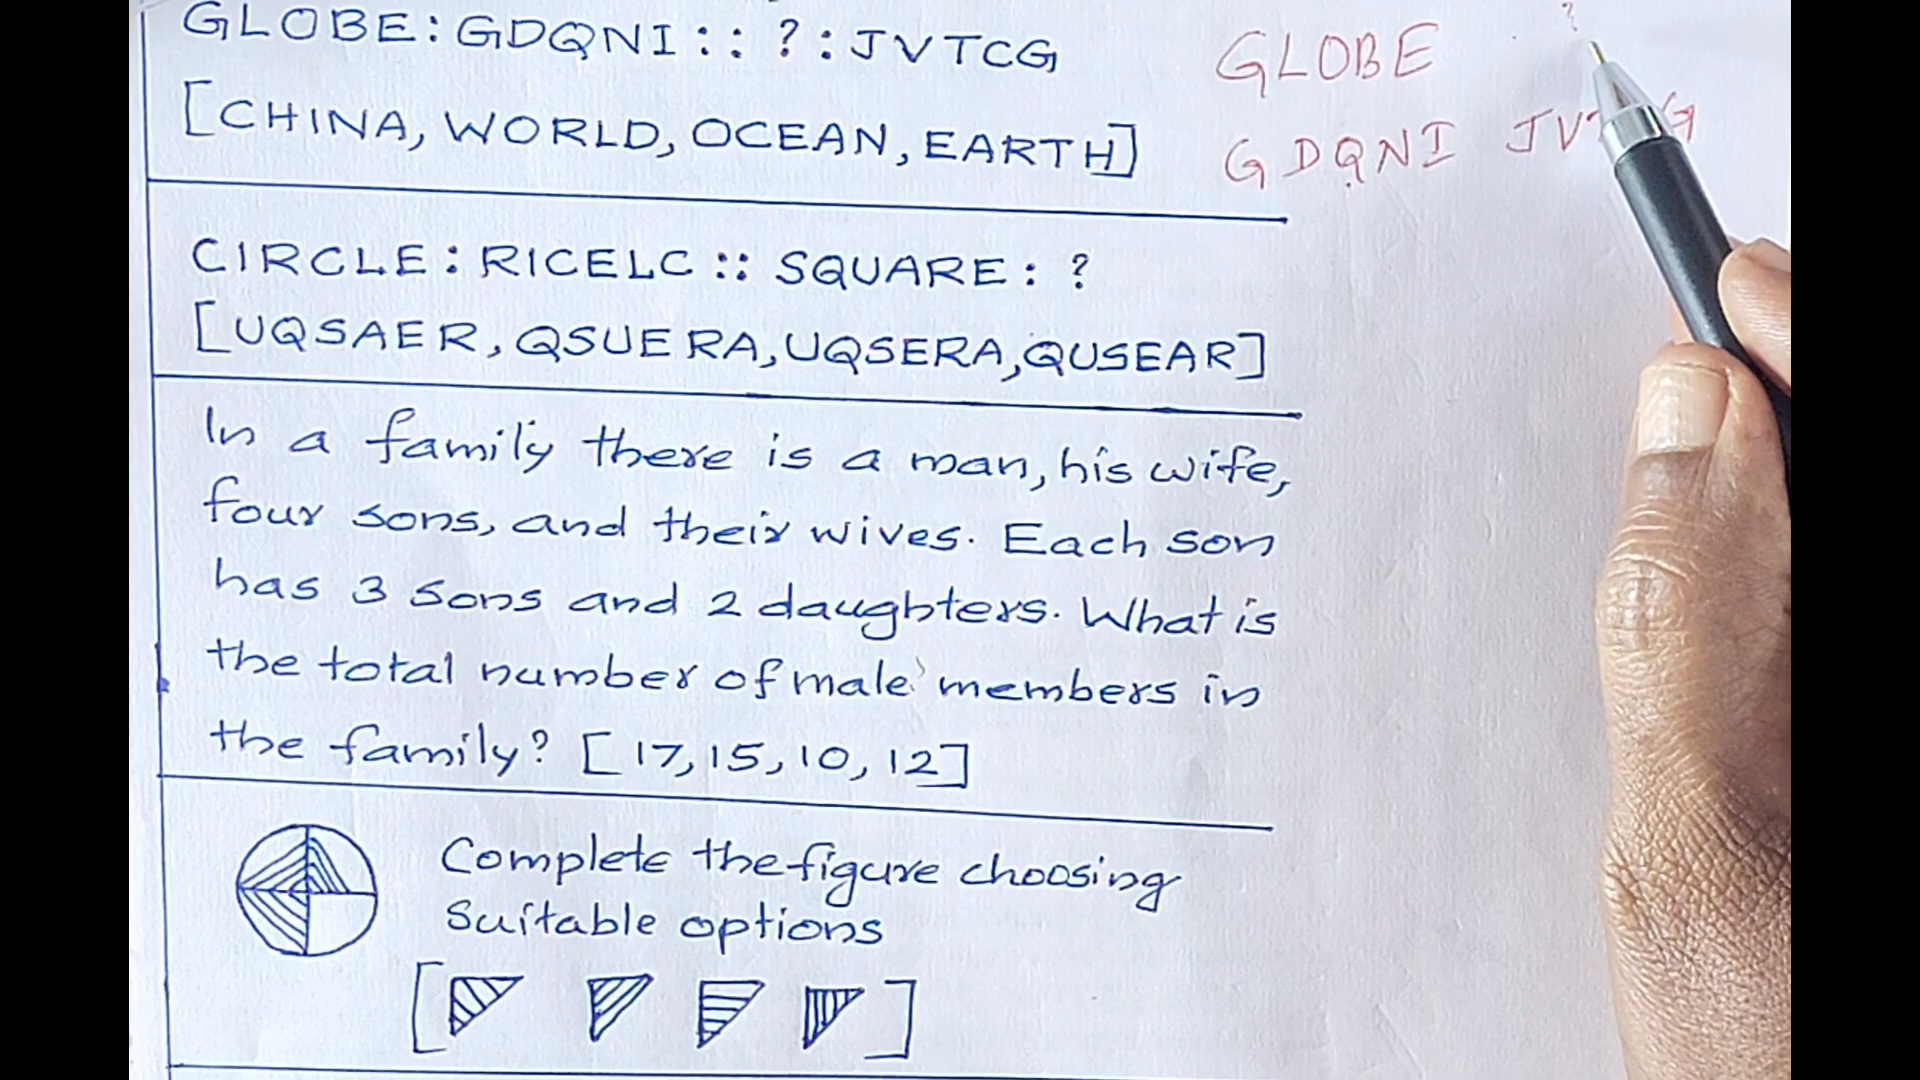 GLOBE:GDQNI:: ?:JVTCG
[CHINA, WORLD, OCEAN, EARTH]
GLOBE ?
GDQNI JVT G
CIRCLE: RICELC:: SQUARE: ?
[UQSAER, QSUERA, UQSERA, QUSEAR]
In a family there is a man, his wife,
four sons, and their wives. Each son
has 3 sons and 2 daughters. What is
the total number of male members in
the family? [17, 15, 10, 12]
Complete the figure choosing
Suitable options